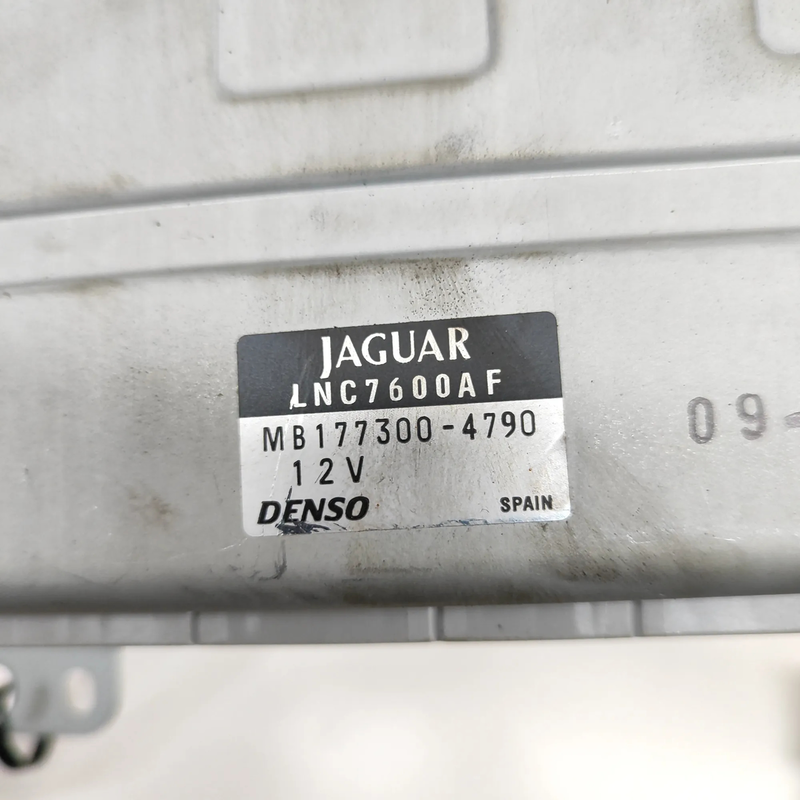 JAGUAR
LNC7600AF
MB177300-4790
12V
DENSO SPAIN
09-